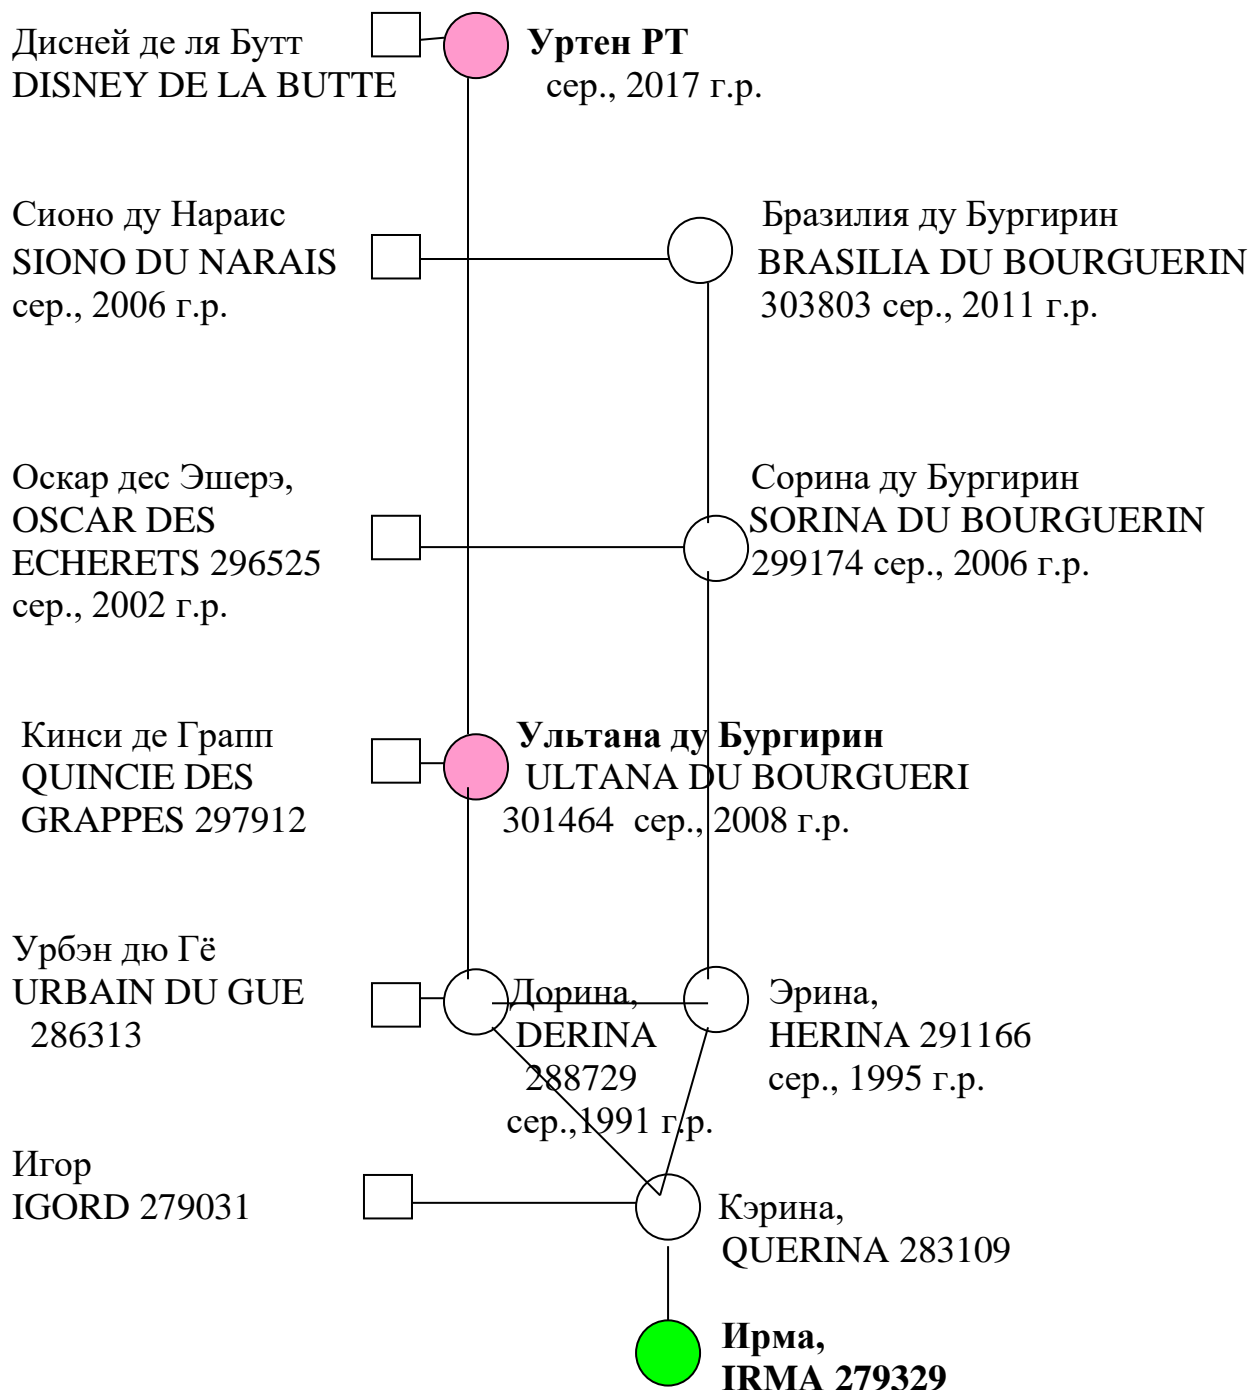 Дисней де ля Бутт
DISNEY DE LA BUTTE
Уртен РТ
сер., 2017 г.р.
Сионо ду Нараис
SIONO DU NARAIS
сер., 2006 г.р.
Бразилия ду Бургирин
BRASILIA DU BOURGUERIN
303803 сер., 2011 г.р.
Оскар дес Эшерэ,
OSCAR DES
ECHERETS 296525
сер., 2002 г.р.
Сорина ду Бургирин
SORINA DU BOURGUERIN
299174 сер., 2006 г.р.
Кинси де Грапп
QUINCIE DES
GRAPPES 297912
Ультана ду Бургирин
ULTANA DU BOURGUERI
301464 сер., 2008 г.р.
Урбэн дю Гё
URBAIN DU GUE
286313
Дорина,
DERINA
288729
сер.,1991 г.р.
Эрина,
HERINA 291166
сер., 1995 г.р.
Игор
IGORD 279031
Кэрина,
QUERINA 283109
Ирма,
IRMA 279329